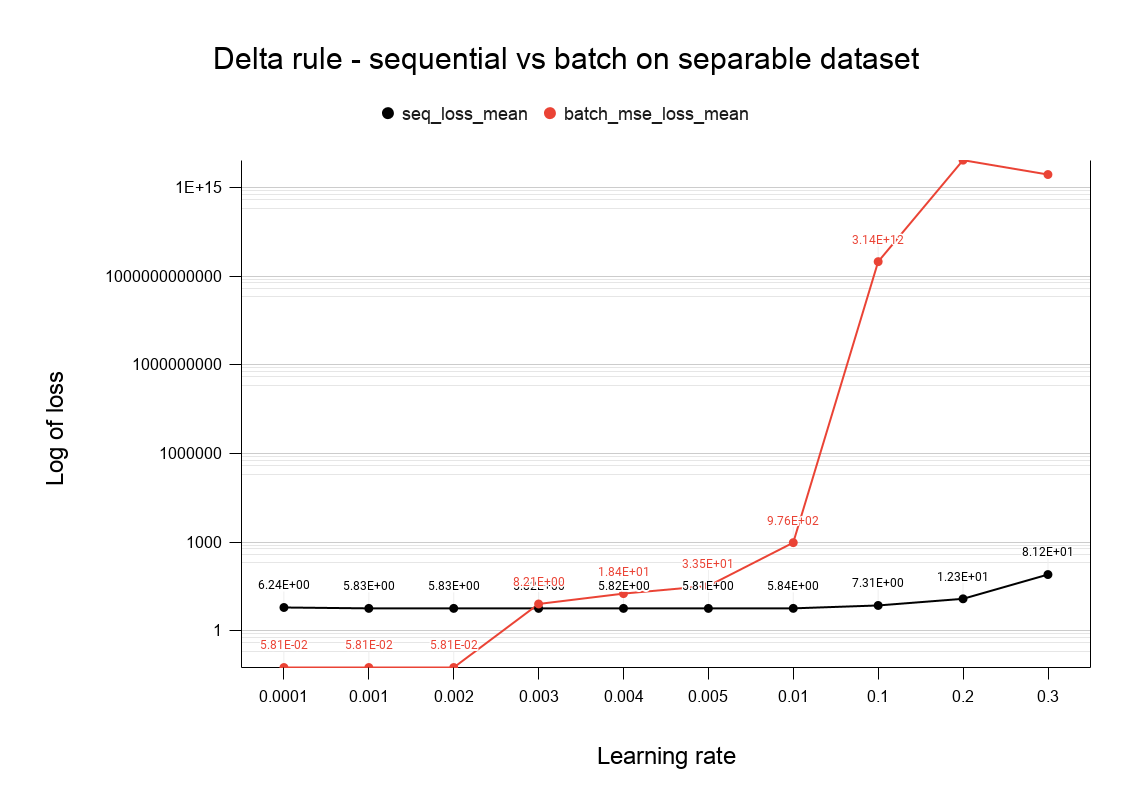 Delta rule - sequential vs batch on separable dataset
seq_loss_mean batch_mse_loss_mean
1E+15
1000000000000
1000000000
1000000
1000
1
Log of loss
3.14E+12
9.76E+02
8.12E+01
6.24E+00 5.83E+00 5.83E+00 8.21E+00 1.84E+01 3.35E+01
5.82E+00 5.82E+00 5.81E+00 5.84E+00 7.31E+00 1.23E+01
5.81E-02 5.81E-02 5.81E-02
0.0001 0.001 0.002 0.003 0.004 0.005 0.01 0.1 0.2 0.3
Learning rate